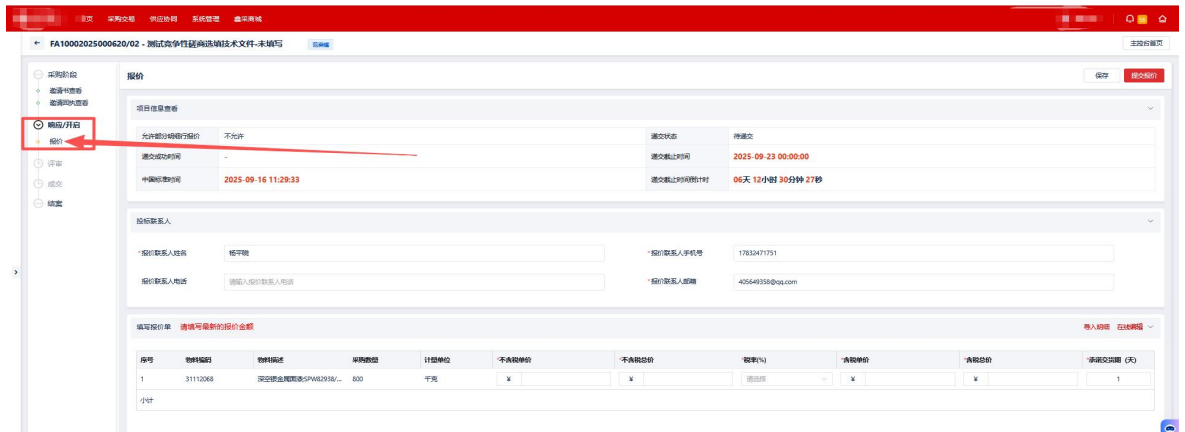 首页 采购交易 供应协同 系统管理 鑫采商城
FA10002025000620/02 - 测试竞争性磋商选填技术文件-未填写
主控台首页
采购阶段
邀请书查看
邀请回执查看
响应/开启
报价
评审
成交
结案
报价 保存 提交报价
项目信息查看
允许部分明细行报价 不允许 递交状态 待递交
递交成功时间 - 递交截止时间 2025-09-23 00:00:00
中国标准时间 2025-09-16 11:29:33 递交截止时间倒计时 06天 12小时 30分钟 27秒
投标联系人
*报价联系人姓名 *报价联系人手机号 17832471751
报价联系人电话 请输入报价联系人电话 *报价联系人邮箱 405649358@qq.com
填写报价单 请填写最新的报价金额 导入明细 在线编辑
序号 物料编码 物料描述 采购数量 计量单位 *不含税单价 *不含税总价 *税率(%) *含税单价 *含税总价 *承诺交货期 (天)
1 31112068 深空银金属面漆;SPW82938/... 800 千克 ¥ ¥ 请选择 ¥ ¥ 1
小计